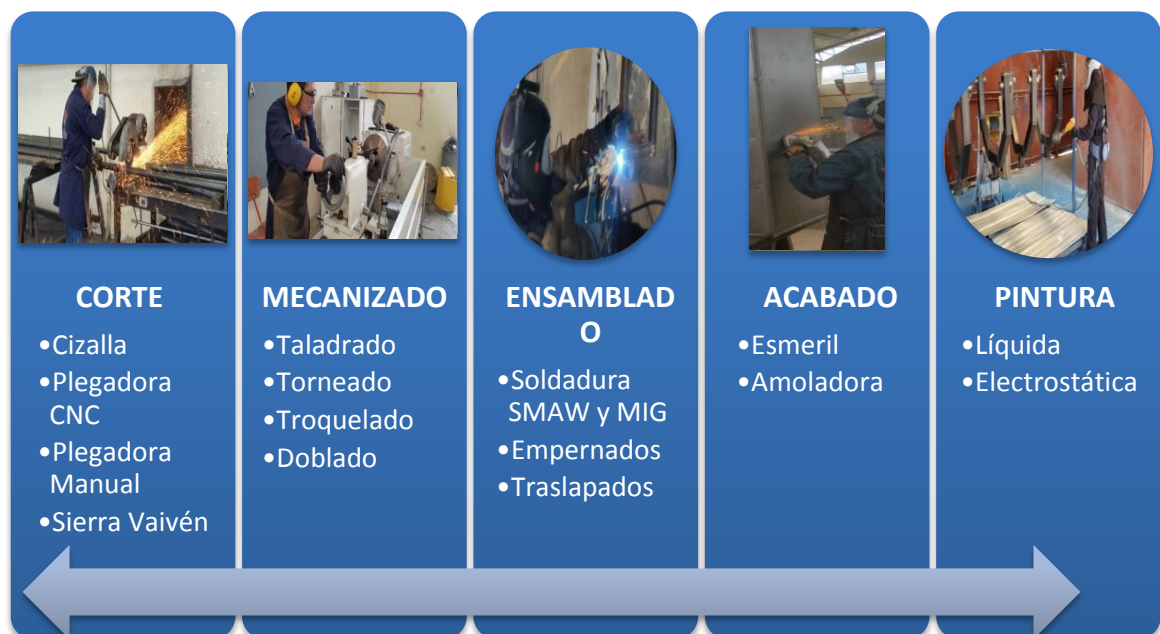 CORTE
•Cizalla
•Plegadora
CNC
•Plegadora
Manual
•Sierra Vaivén
MECANIZADO
•Taladrado
•Torneado
•Troquelado
•Doblado
ENSAMBLAD
O
•Soldadura
SMAW y MIG
•Empernados
•Traslapados
ACABADO
•Esmeril
•Amoladora
PINTURA
•Líquida
•Electrostática